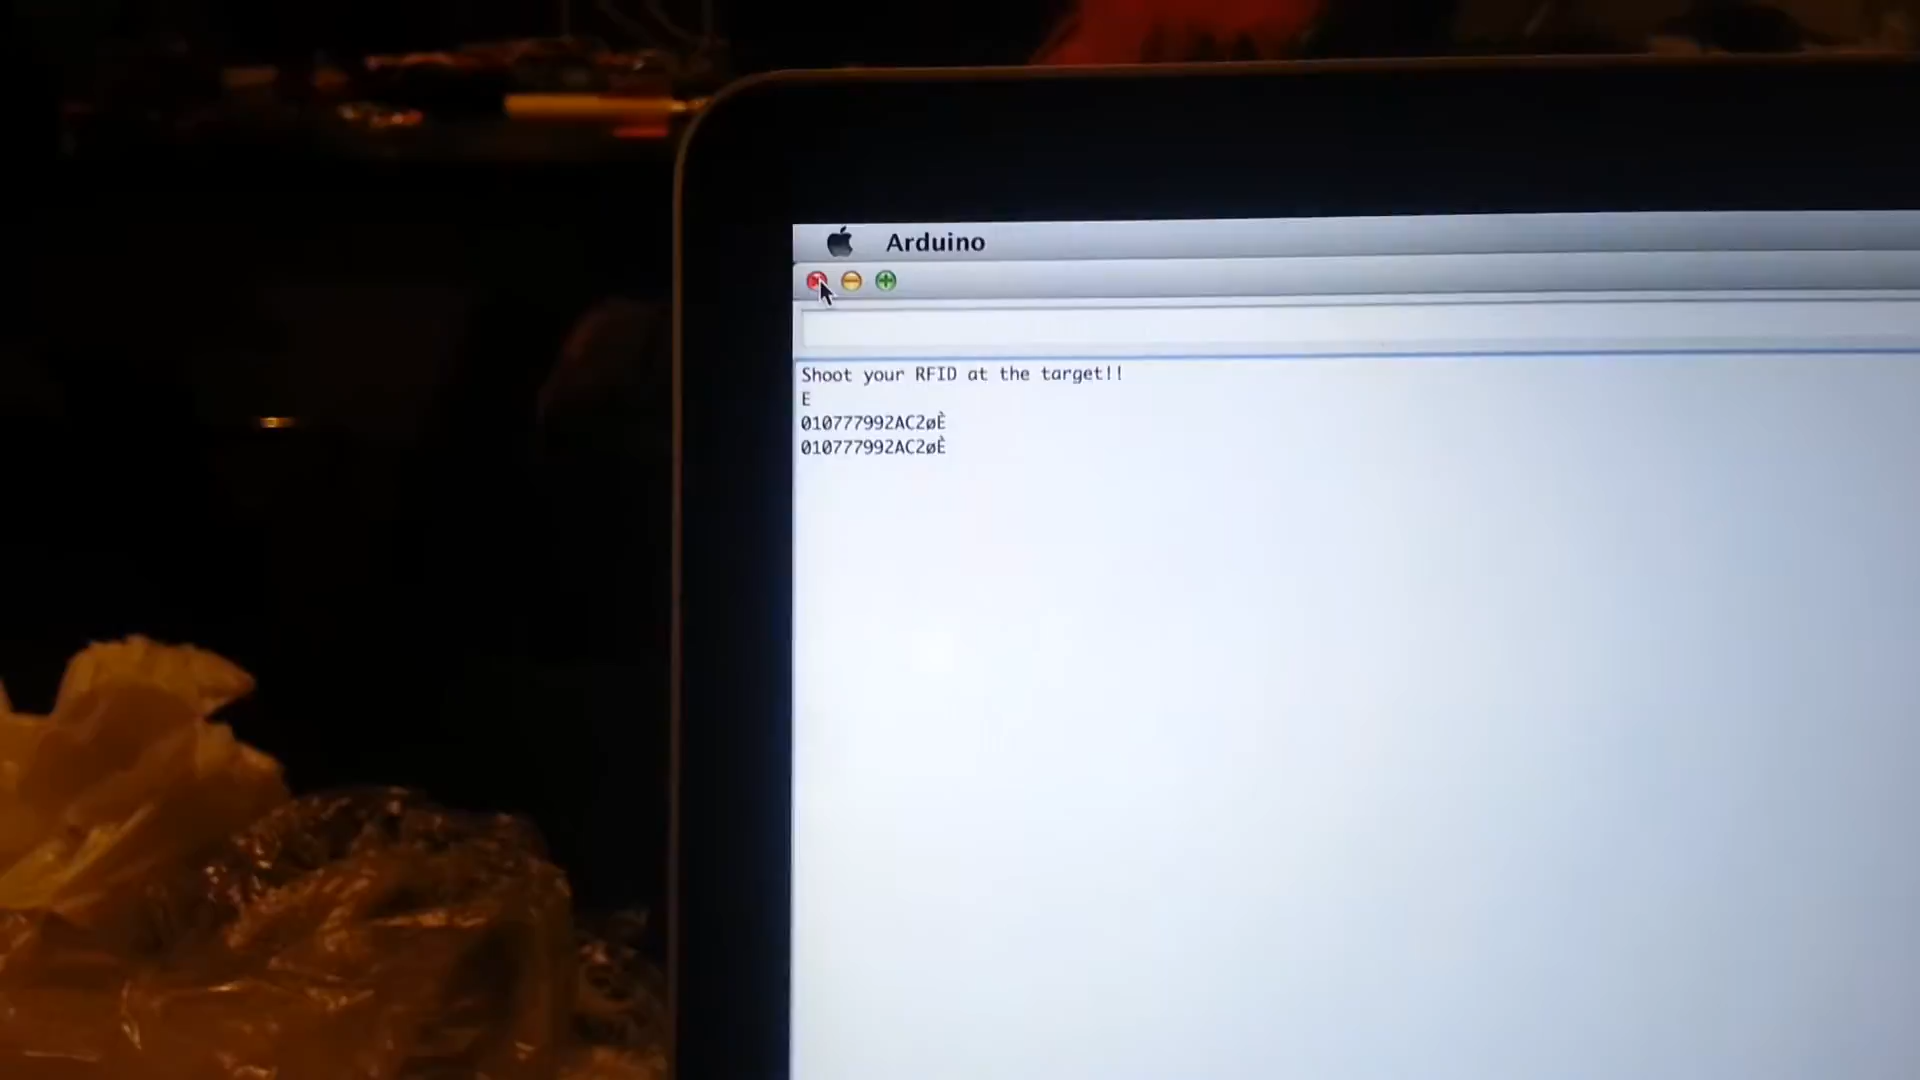 Arduino
Shoot your RFID at the target!!
E
010777992AC2øÈ
010777992AC2øÈ